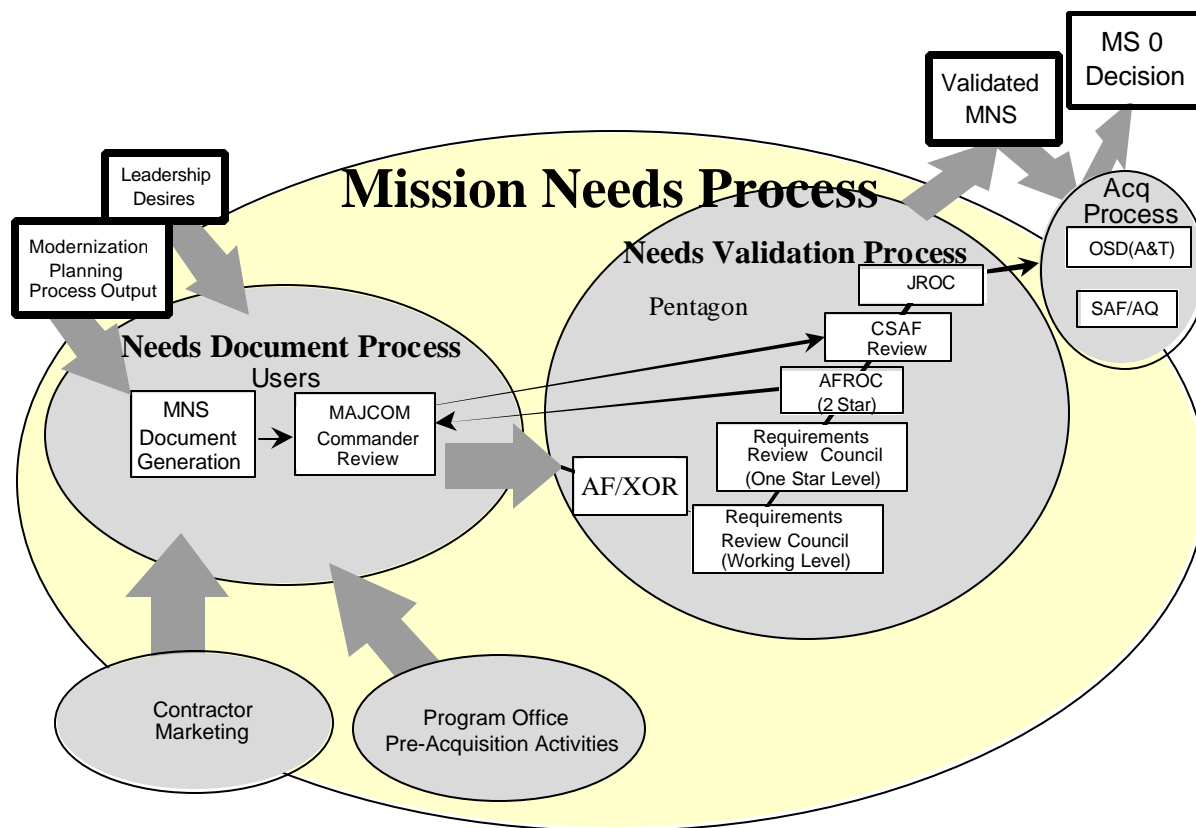 MS 0
Decision
Validated
MNS
Leadership
Desires
Mission Needs Process
Acq
Process
OSD(A&T)
SAF/AQ
Modernization
Planning
Process Output
Needs Validation Process
Pentagon
JROC
CSAF
Review
AFROC
(2 Star)
Requirements
Review Council
(One Star Level)
AF/XOR
Requirements
Review Council
(Working Level)
Needs Document Process
Users
MNS
Document
Generation
MAJCOM
Commander
Review
Contractor
Marketing
Program Office
Pre-Acquisition Activities